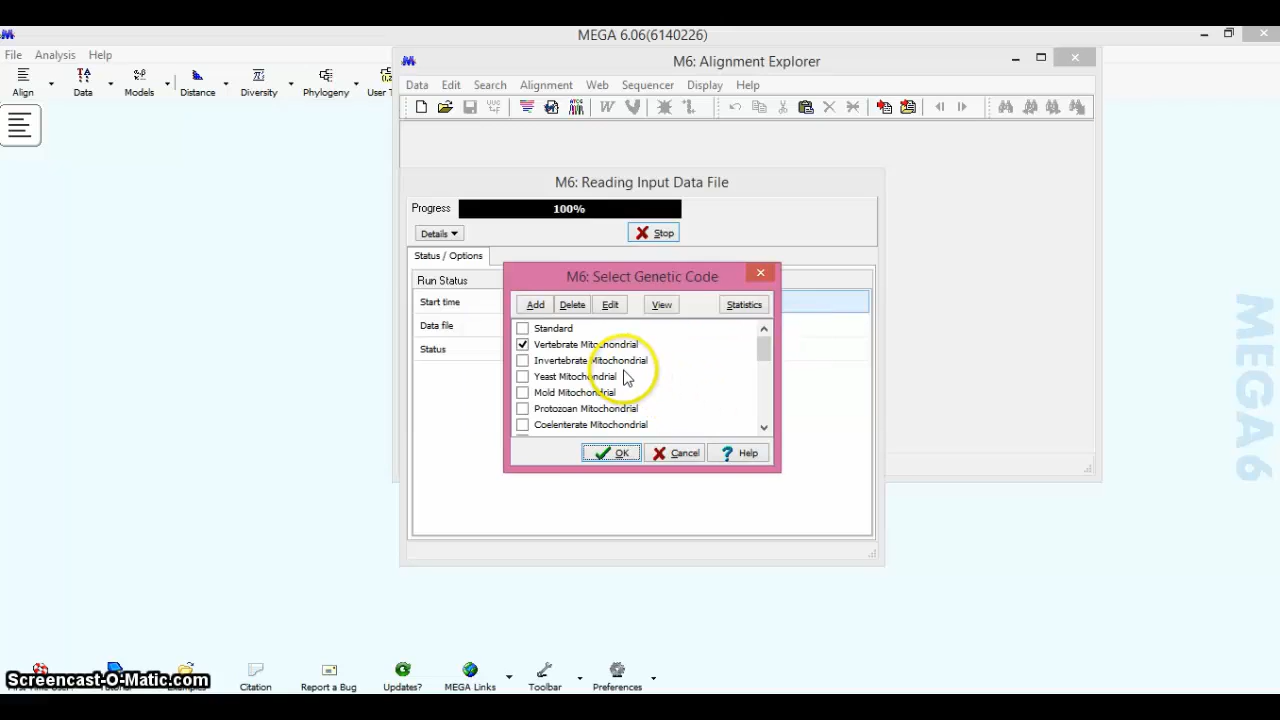 MEGA 6.06(6140226)
File Analysis Help
Align Data Models Distance Diversity Phylogeny User T
M6: Alignment Explorer
Data Edit Search Alignment Web Sequencer Display Help
W
M6: Reading Input Data File
Progress 100%
Details Stop
Status / Options
Run Status
Start time
Data file
Status
M6: Select Genetic Code
Add Delete Edit View Statistics
Standard
Vertebrate Mitochondrial
Invertebrate Mitochondrial
Yeast Mitochondrial
Mold Mitochondrial
Protozoan Mitochondrial
Coelenterate Mitochondrial
OK Cancel Help
MEGA 6
Citation Report a Bug Updates? MEGA Links Toolbar Preferences
Screencast-O-Matic.com